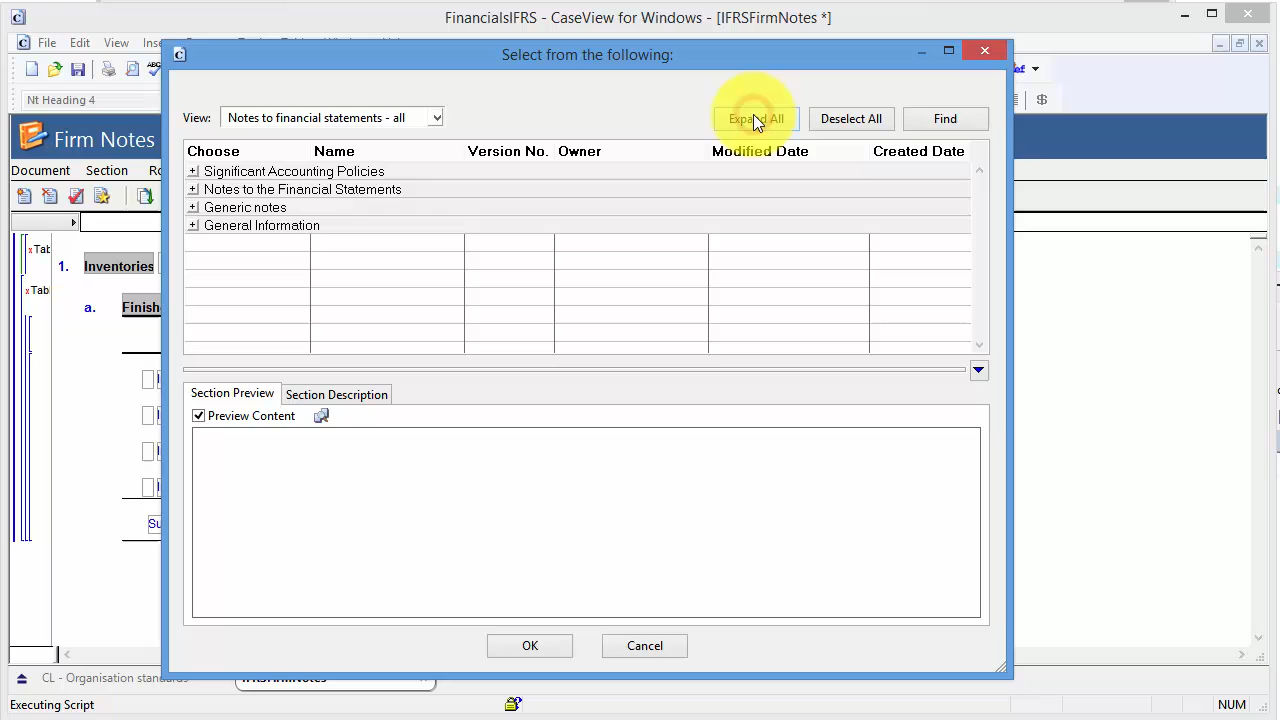 FinancialsIFRS - CaseView for Windows - [IFRSFirmNotes *]
File Edit View
Select from the following:
Nt Heading 4
View: Notes to financial statements - all Expand All Deselect All Find
Firm Notes
Choose Name Version No. Owner Modified Date Created Date
Document Section
Significant Accounting Policies
Notes to the Financial Statements
Generic notes
General Information
1. Inventories
a.
Section Preview Section Description
Preview Content
OK Cancel
CL - Organisation standards IFRSFirmNotes
Executing Script NUM